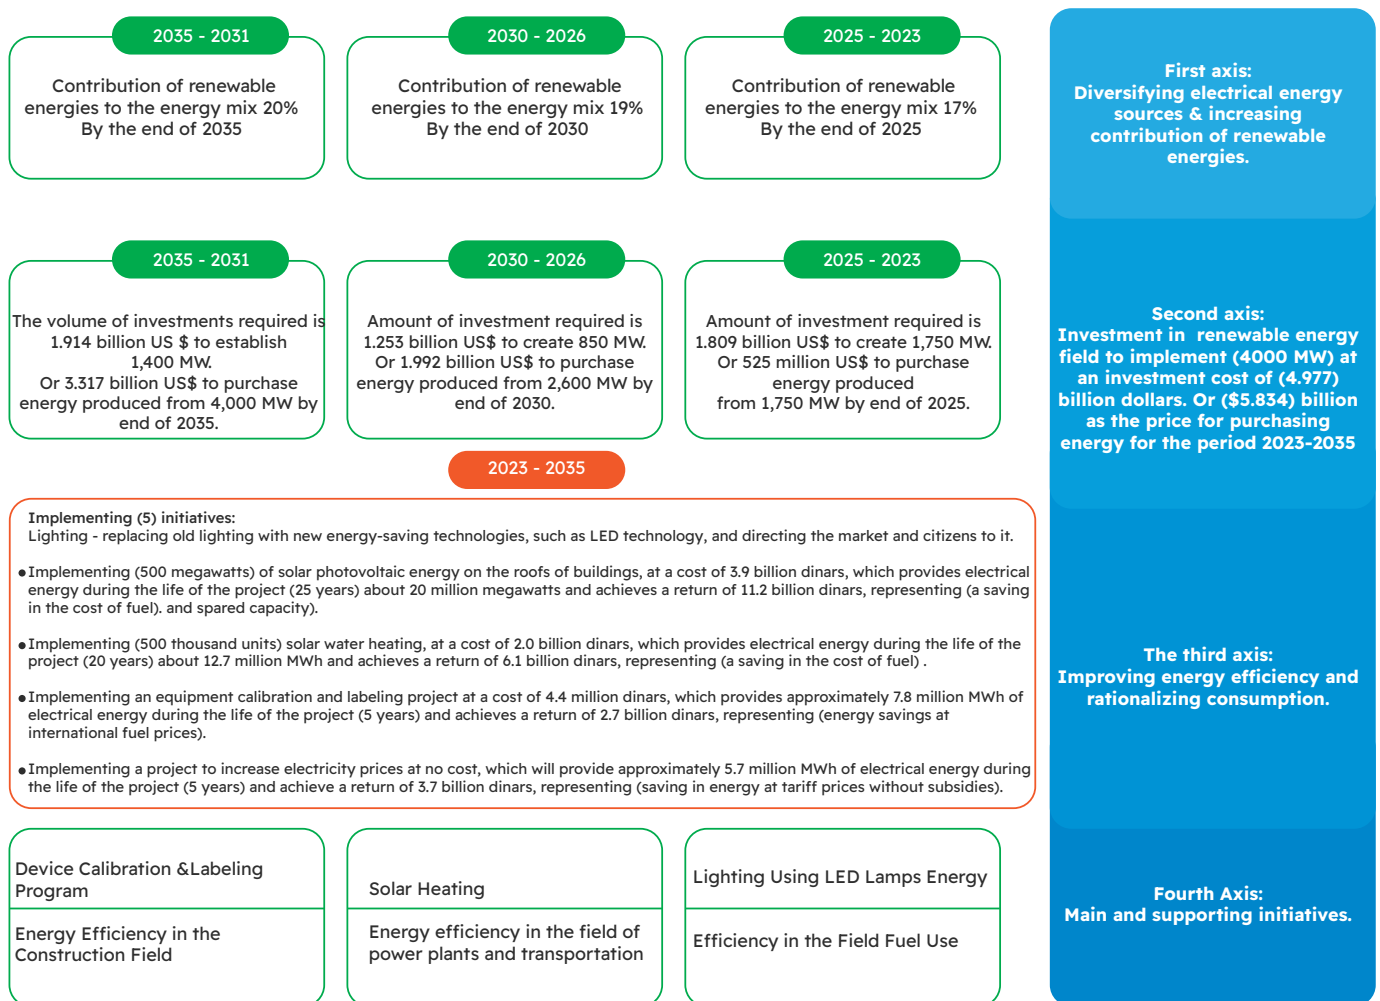 2035 - 2031
Contribution of renewable
energies to the energy mix 20%
By the end of 2035
2030 - 2026
Contribution of renewable
energies to the energy mix 19%
By the end of 2030
2025 - 2023
Contribution of renewable
energies to the energy mix 17%
By the end of 2025
First axis:
Diversifying electrical energy
sources & increasing
contribution of renewable
energies.
2035 - 2031
The volume of investments required is
1.914 billion US $ to establish
1,400 MW.
Or 3.317 billion US$ to purchase
energy produced from 4,000 MW by
end of 2035.
2030 - 2026
Amount of investment required is
1.253 billion US$ to create 850 MW.
Or 1.992 billion US$ to purchase
energy produced from 2,600 MW by
end of 2030.
2025 - 2023
Amount of investment required is
1.809 billion US$ to create 1,750 MW.
Or 525 million US$ to purchase
energy produced
from 1,750 MW by end of 2025.
Second axis:
Investment in renewable energy
field to implement (4000 MW) at
an investment cost of (4.977)
billion dollars. Or ($5.834) billion
as the price for purchasing
energy for the period 2023-2035
2023 - 2035
Implementing (5) initiatives:
Lighting - replacing old lighting with new energy-saving technologies, such as LED technology, and directing the market and citizens to it.
•Implementing (500 megawatts) of solar photovoltaic energy on the roofs of buildings, at a cost of 3.9 billion dinars, which provides electrical
energy during the life of the project (25 years) about 20 million megawatts and achieves a return of 11.2 billion dinars, representing (a saving
in the cost of fuel). and spared capacity).
•Implementing (500 thousand units) solar water heating, at a cost of 2.0 billion dinars, which provides electrical energy during the life of the
project (20 years) about 12.7 million MWh and achieves a return of 6.1 billion dinars, representing (a saving in the cost of fuel) .
•Implementing an equipment calibration and labeling project at a cost of 4.4 million dinars, which provides approximately 7.8 million MWh of
electrical energy during the life of the project (5 years) and achieves a return of 2.7 billion dinars, representing (energy savings at
international fuel prices).
•Implementing a project to increase electricity prices at no cost, which will provide approximately 5.7 million MWh of electrical energy during
the life of the project (5 years) and achieve a return of 3.7 billion dinars, representing (saving in energy at tariff prices without subsidies).
The third axis:
Improving energy efficiency and
rationalizing consumption.
Device Calibration &Labeling
Program
Energy Efficiency in the
Construction Field
Solar Heating
Energy efficiency in the field of
power plants and transportation
Lighting Using LED Lamps Energy
Efficiency in the Field Fuel Use
Fourth Axis:
Main and supporting initiatives.